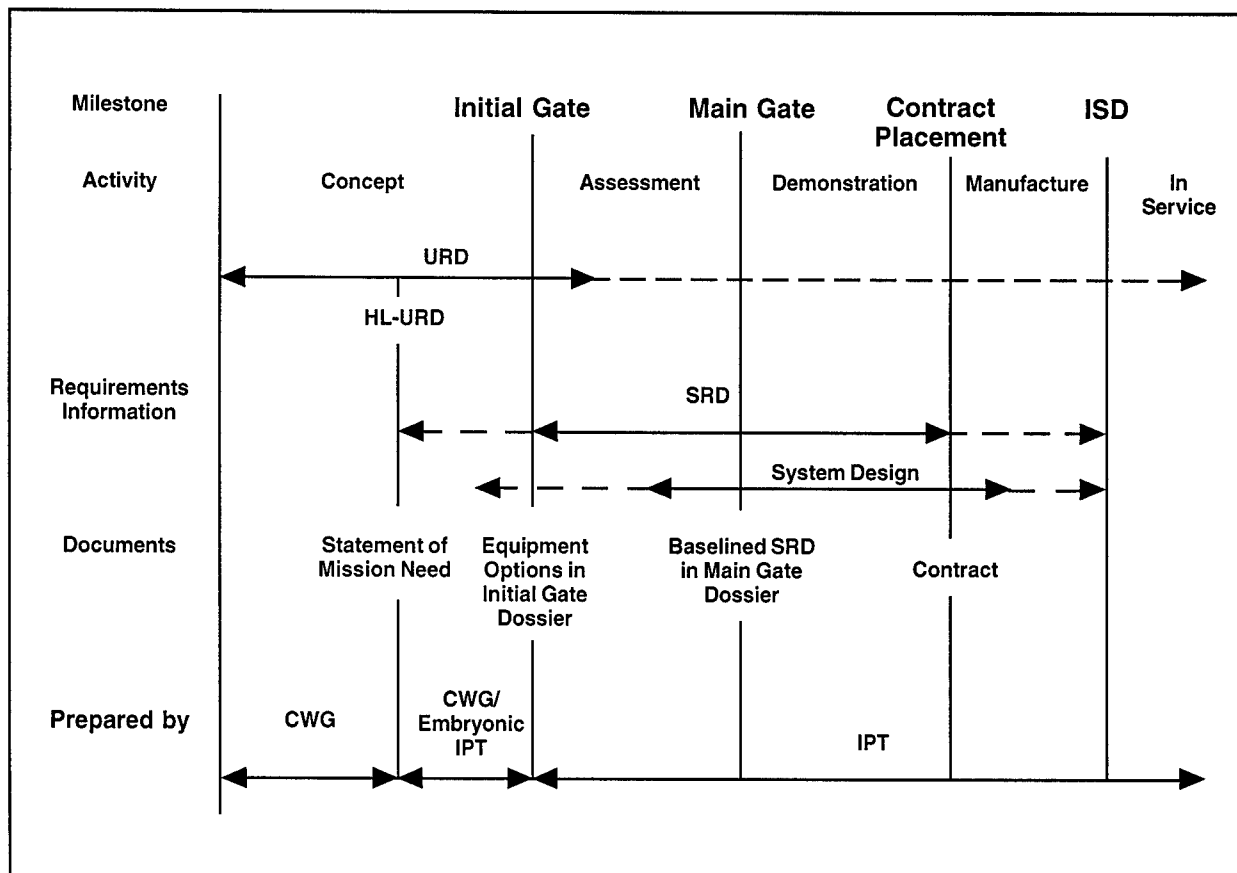 Milestone
Initial Gate
Main Gate
Contract
Placement
ISD
Activity
Concept
Assessment
Demonstration
Manufacture
In
Service
URD
HL-URD
Requirements
Information
SRD
System Design
Documents
Statement of
Mission Need
Equipment
Options in
Initial Gate
Dossier
Baselined SRD
in Main Gate
Dossier
Contract
Prepared by
CWG
CWG/
Embryonic
IPT
IPT